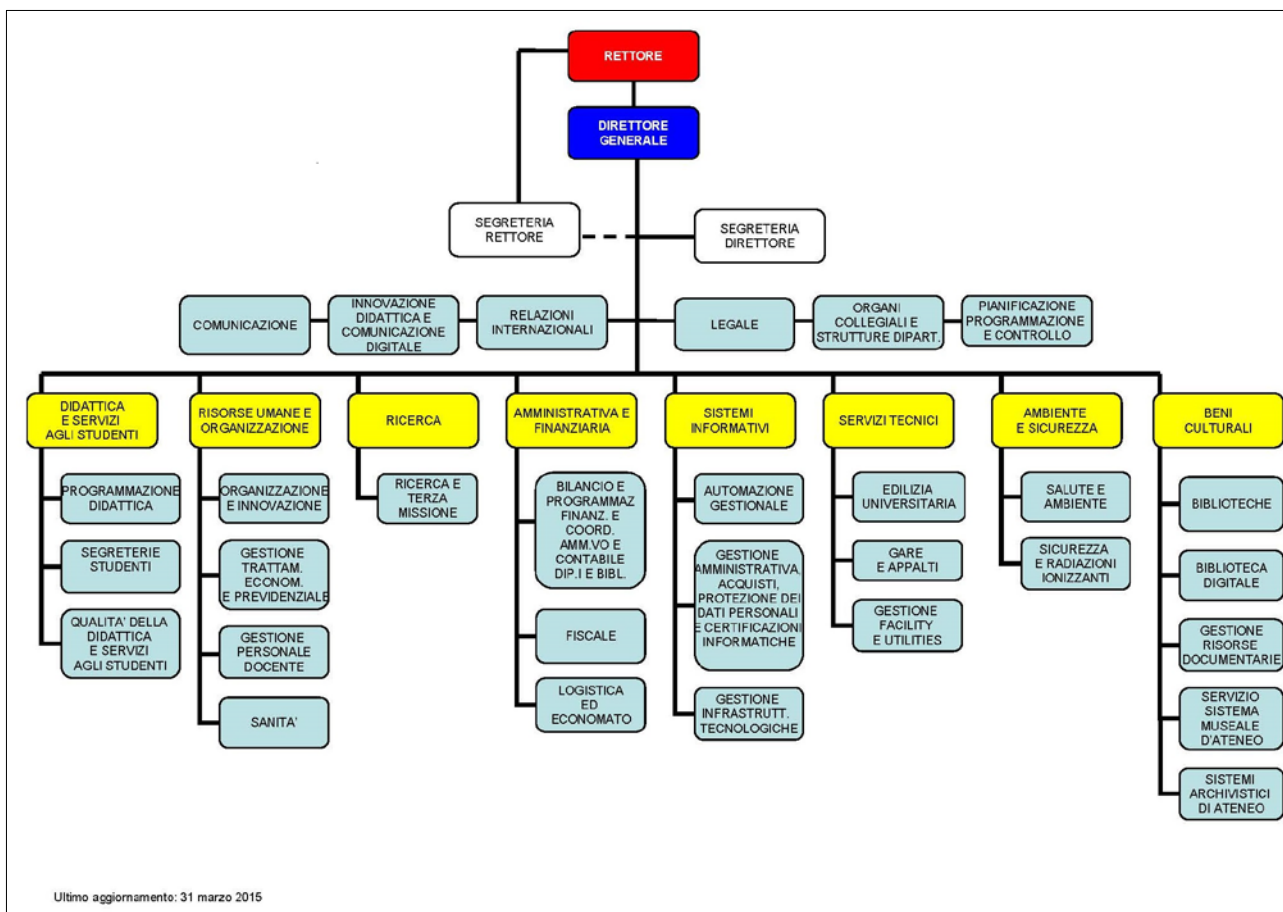 RETTORE
DIRETTORE
GENERALE
SEGRETERIA
RETTORE
SEGRETERIA
DIRETTORE
COMUNICAZIONE
INNOVAZIONE
DIDATTICA E
COMUNICAZIONE
DIGITALE
RELAZIONI
INTERNAZIONALI
LEGALE
ORGANI
COLLEGIALI E
STRUTTURE DIPART.
PIANIFICAZIONE
PROGRAMMAZIONE
E CONTROLLO
DIDATTICA
E SERVIZI
AGLI STUDENTI
RISORSE UMANE E
ORGANIZZAZIONE
RICERCA
AMMINISTRATIVA E
FINANZIARIA
SISTEMI
INFORMATIVI
SERVIZI TECNICI
AMBIENTE
E SICUREZZA
BENI
CULTURALI
PROGRAMMAZIONE
DIDATTICA
SEGRETERIE
STUDENTI
QUALITA' DELLA
DIDATTICA
E SERVIZI
AGLI STUDENTI
ORGANIZZAZIONE
E INNOVAZIONE
GESTIONE
TRATTAM.
ECONOM.
E PREVIDENZIALE
GESTIONE
PERSONALE
DOCENTE
SANITA'
RICERCA E
TERZA
MISSIONE
BILANCIO E
PROGRAMMAZ
FINANZ. E
COORD.
AMM.VO E
CONTABILE
DIP.I E BIBL.
FISCALE
LOGISTICA
ED
ECONOMATO
AUTOMAZIONE
GESTIONALE
GESTIONE
AMMINISTRATIVA,
ACQUISTI,
PROTEZIONE DEI
DATI PERSONALI
E CERTIFICAZIONI
INFORMATICHE
GESTIONE
INFRASTRUTT.
TECNOLOGICHE
EDILIZIA
UNIVERSITARIA
GARE
E APPALTI
GESTIONE
FACILITY
E UTILITIES
SALUTE E
AMBIENTE
SICUREZZA
E RADIAZIONI
IONIZZANTI
BIBLIOTECHE
BIBLIOTECA
DIGITALE
GESTIONE
RISORSE
DOCUMENTARIE
SERVIZIO
SISTEMA
MUSEALE
D'ATENEO
SISTEMI
ARCHIVISTICI
DI ATENEO
Ultimo aggiornamento: 31 marzo 2015